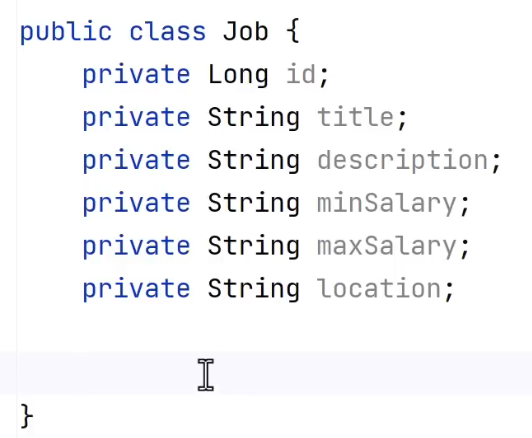 public class Job {
    private Long id;
    private String title;
    private String description;
    private String minSalary;
    private String maxSalary;
    private String location;
}